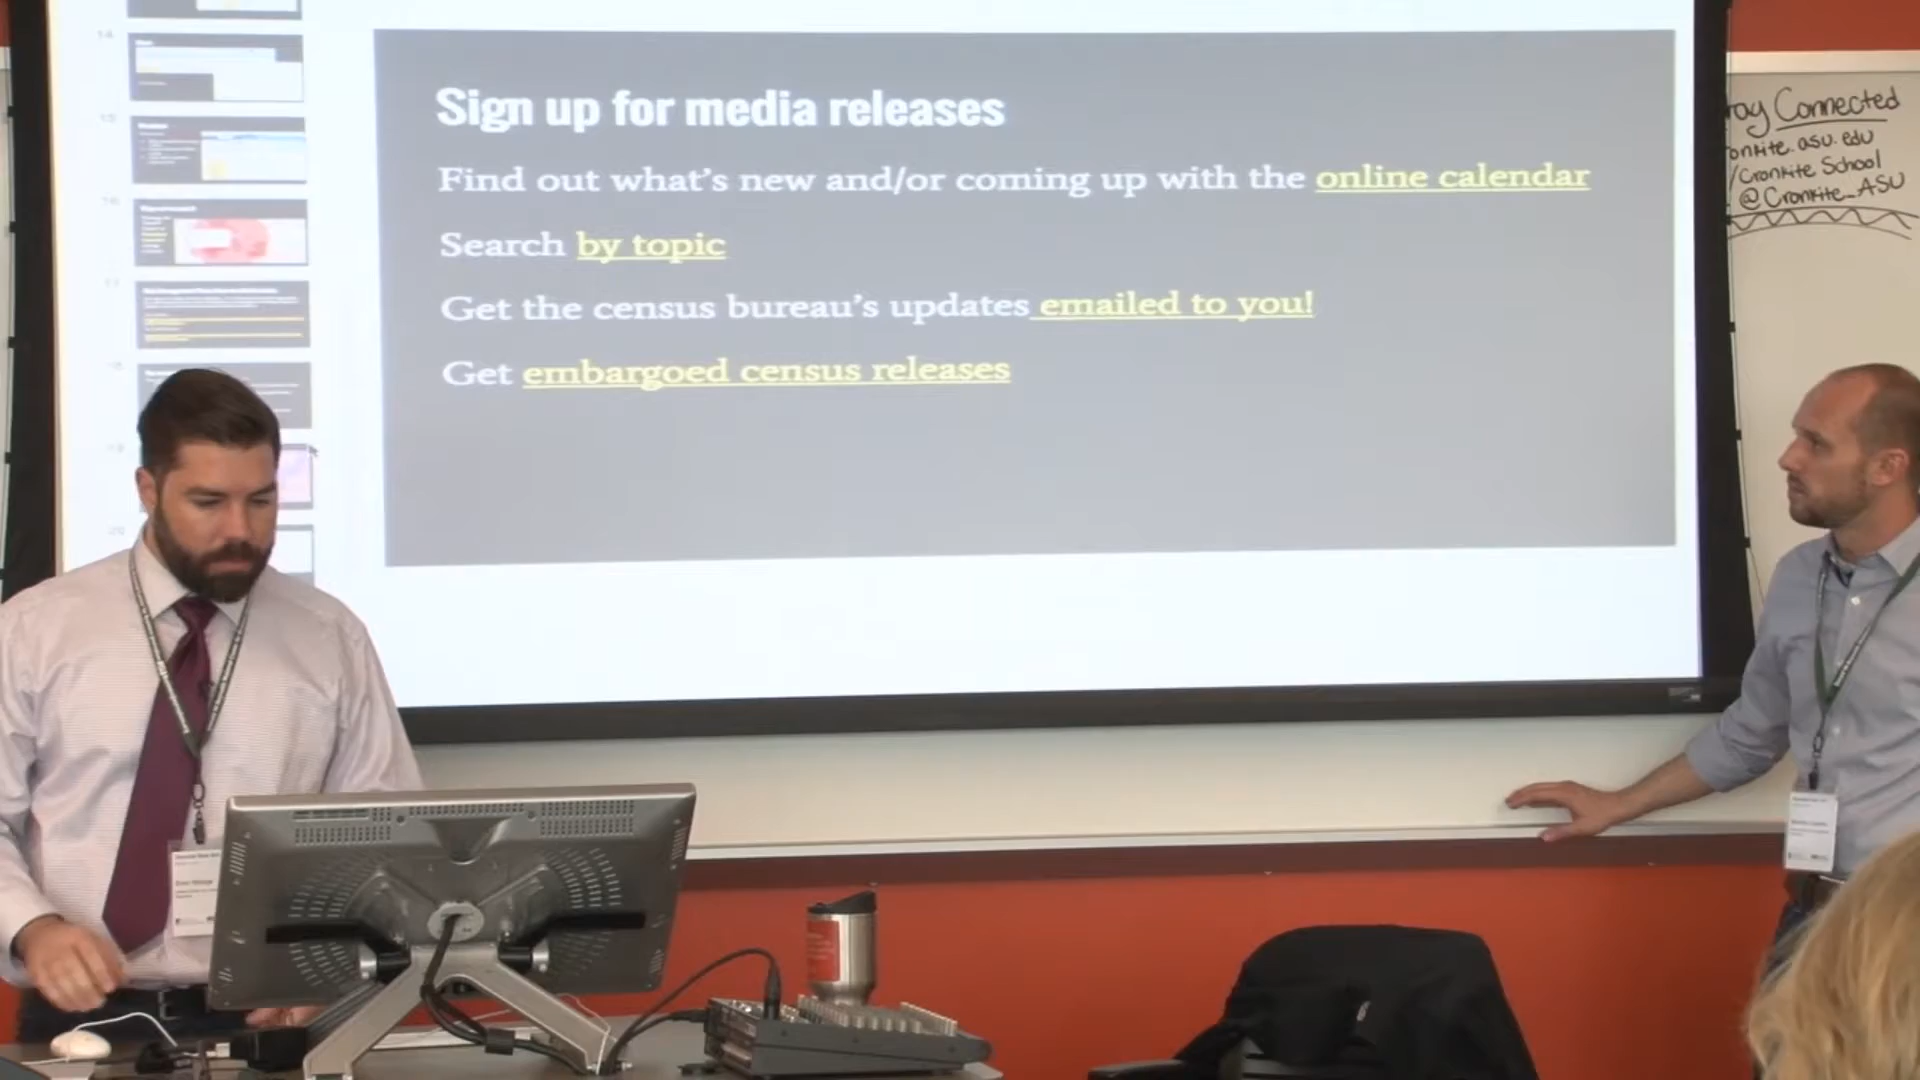 Sign up for media releases
Find out what's new and/or coming up with the online calendar
Search by topic
Get the census bureau's updates emailed to you!
Get embargoed census releases
Connected
.asu.edu
/Cronkite School
@Cronkite_ASU